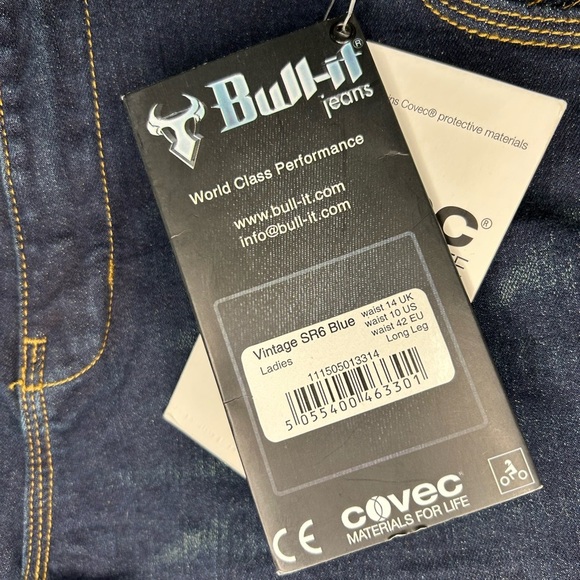 Bull-it®
jeans
World Class Performance
www.bull-it.com
info@bull-it.com
Vintage SR6 Blue
Ladies
waist 14 UK
waist 10 US
waist 42 EU
Long Leg
111505013314
5 055400 463301
CE
covec®
MATERIALS FOR LIFE
Covec® protective materials
®